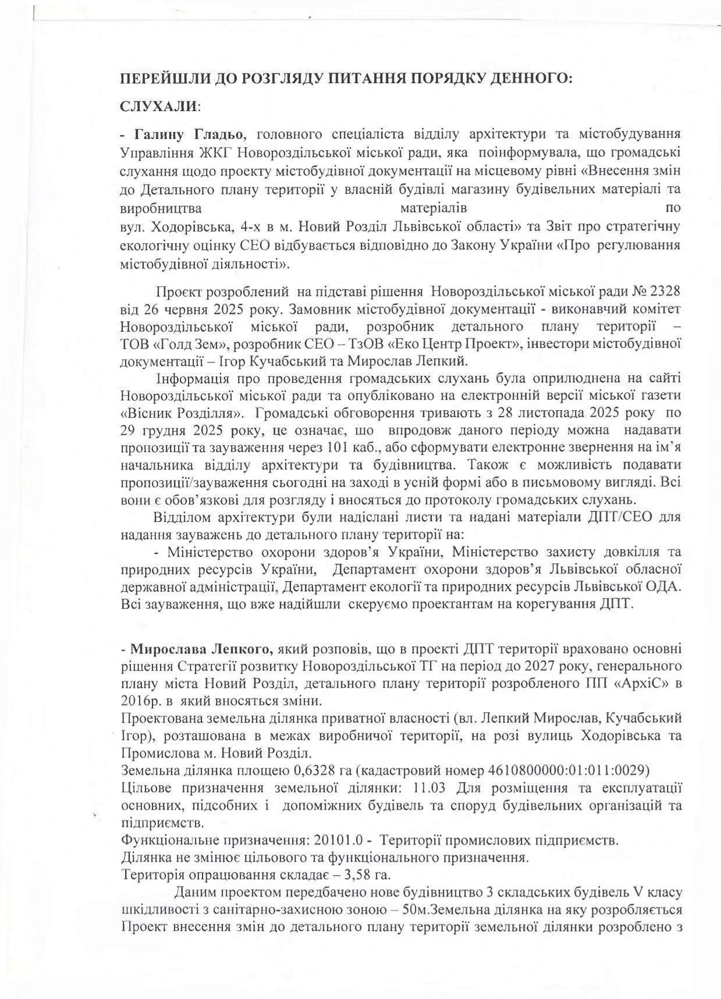 ПЕРЕЙШЛИ ДО РОЗГЛЯДУ ПИТАННЯ ПОРЯДКУ ДЕННОГО:
СЛУХАЛИ:
- Галину Гладьо, головного спеціаліста відділу архітектури та містобудування
Управління ЖКГ Новороздільської міської ради, яка поінформувала, що громадські
слухання щодо проекту містобудівної документації на місцевому рівні «Внесення змін
до Детального плану території у власній будівлі магазину будівельних матеріалі та
виробництва матеріалів по
вул. Ходорівська, 4-х в м. Новий Розділ Львівської області» та Звіт про стратегічну
екологічну оцінку СЕО відбувається відповідно до Закону України «Про регулювання
містобудівної діяльності».
Проєкт розроблений на підставі рішення Новороздільської міської ради № 2328
від 26 червня 2025 року. Замовник містобудівної документації - виконавчий комітет
Новороздільської міської ради, розробник детального плану території –
ТОВ «Голд Зем», розробник СЕО – ТзОВ «Еко Центр Проект», інвестори містобудівної
документації – Ігор Кучабський та Мирослав Лепкий.
Інформація про проведення громадських слухань була оприлюднена на сайті
Новороздільської міської ради та опубліковано на електронній версії міської газети
«Вісник Розділля». Громадські обговорення тривають з 28 листопада 2025 року по
29 грудня 2025 року, це означає, шо впродовж даного періоду можна надавати
пропозиції та зауваження через 101 каб., або сформувати електронне звернення на ім’я
начальника відділу архітектури та будівництва. Також є можливість подавати
пропозиції/зауваження сьогодні на заході в усній формі або в письмовому вигляді. Всі
вони є обов’язкові для розгляду і вносяться до протоколу громадських слухань.
Відділом архітектури були надіслані листи та надані матеріали ДПТ/СЕО для
надання зауважень до детального плану території на:
- Міністерство охорони здоров’я України, Міністерство захисту довкілля та
природних ресурсів України, Департамент охорони здоров’я Львівської обласної
державної адміністрації, Департамент екології та природних ресурсів Львівської ОДА.
Всі зауваження, що вже надійшли скеруємо проектантам на корегування ДПТ.
- Мирослава Лепкого, який розповів, що в проекті ДПТ території враховано основні
рішення Стратегії розвитку Новороздільської ТГ на період до 2027 року, генерального
плану міста Новий Розділ, детального плану території розробленого ПП «АрхіС» в
2016р. в який вносяться зміни.
Проектована земельна ділянка приватної власності (вл. Лепкий Мирослав, Кучабський
Ігор), розташована в межах виробничої території, на розі вулиць Ходорівська та
Промислова м. Новий Розділ.
Земельна ділянка площею 0,6328 га (кадастровий номер 4610800000:01:011:0029)
Цільове призначення земельної ділянки: 11.03 Для розміщення та експлуатації
основних, підсобних і допоміжних будівель та споруд будівельних організацій та
підприємств.
Функціональне призначення: 20101.0 - Території промислових підприємств.
Ділянка не змінює цільового та функціонального призначення.
Територія опрацювання складає – 3,58 га.
Даним проектом передбачено нове будівництво 3 складських будівель V класу
шкідливості з санітарно-захисною зоною – 50м.Земельна ділянка на яку розробляється
Проект внесення змін до детального плану території земельної ділянки розроблено з